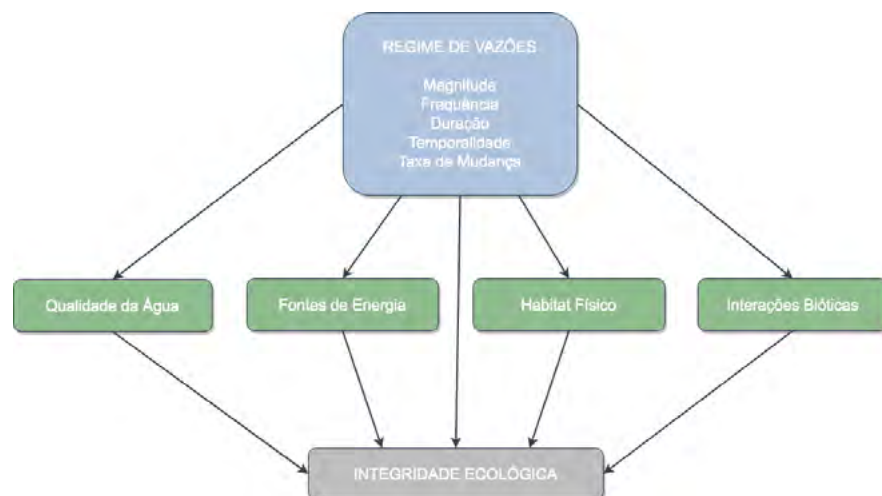 REGIME DE VAZÕES
Magnitude
Frequência
Duração
Temporalidade
Taxa de Mudança
Qualidade da Água
Fontes de Energia
Habitat Físico
Interações Bióticas
INTEGRIDADE ECOLÓGICA